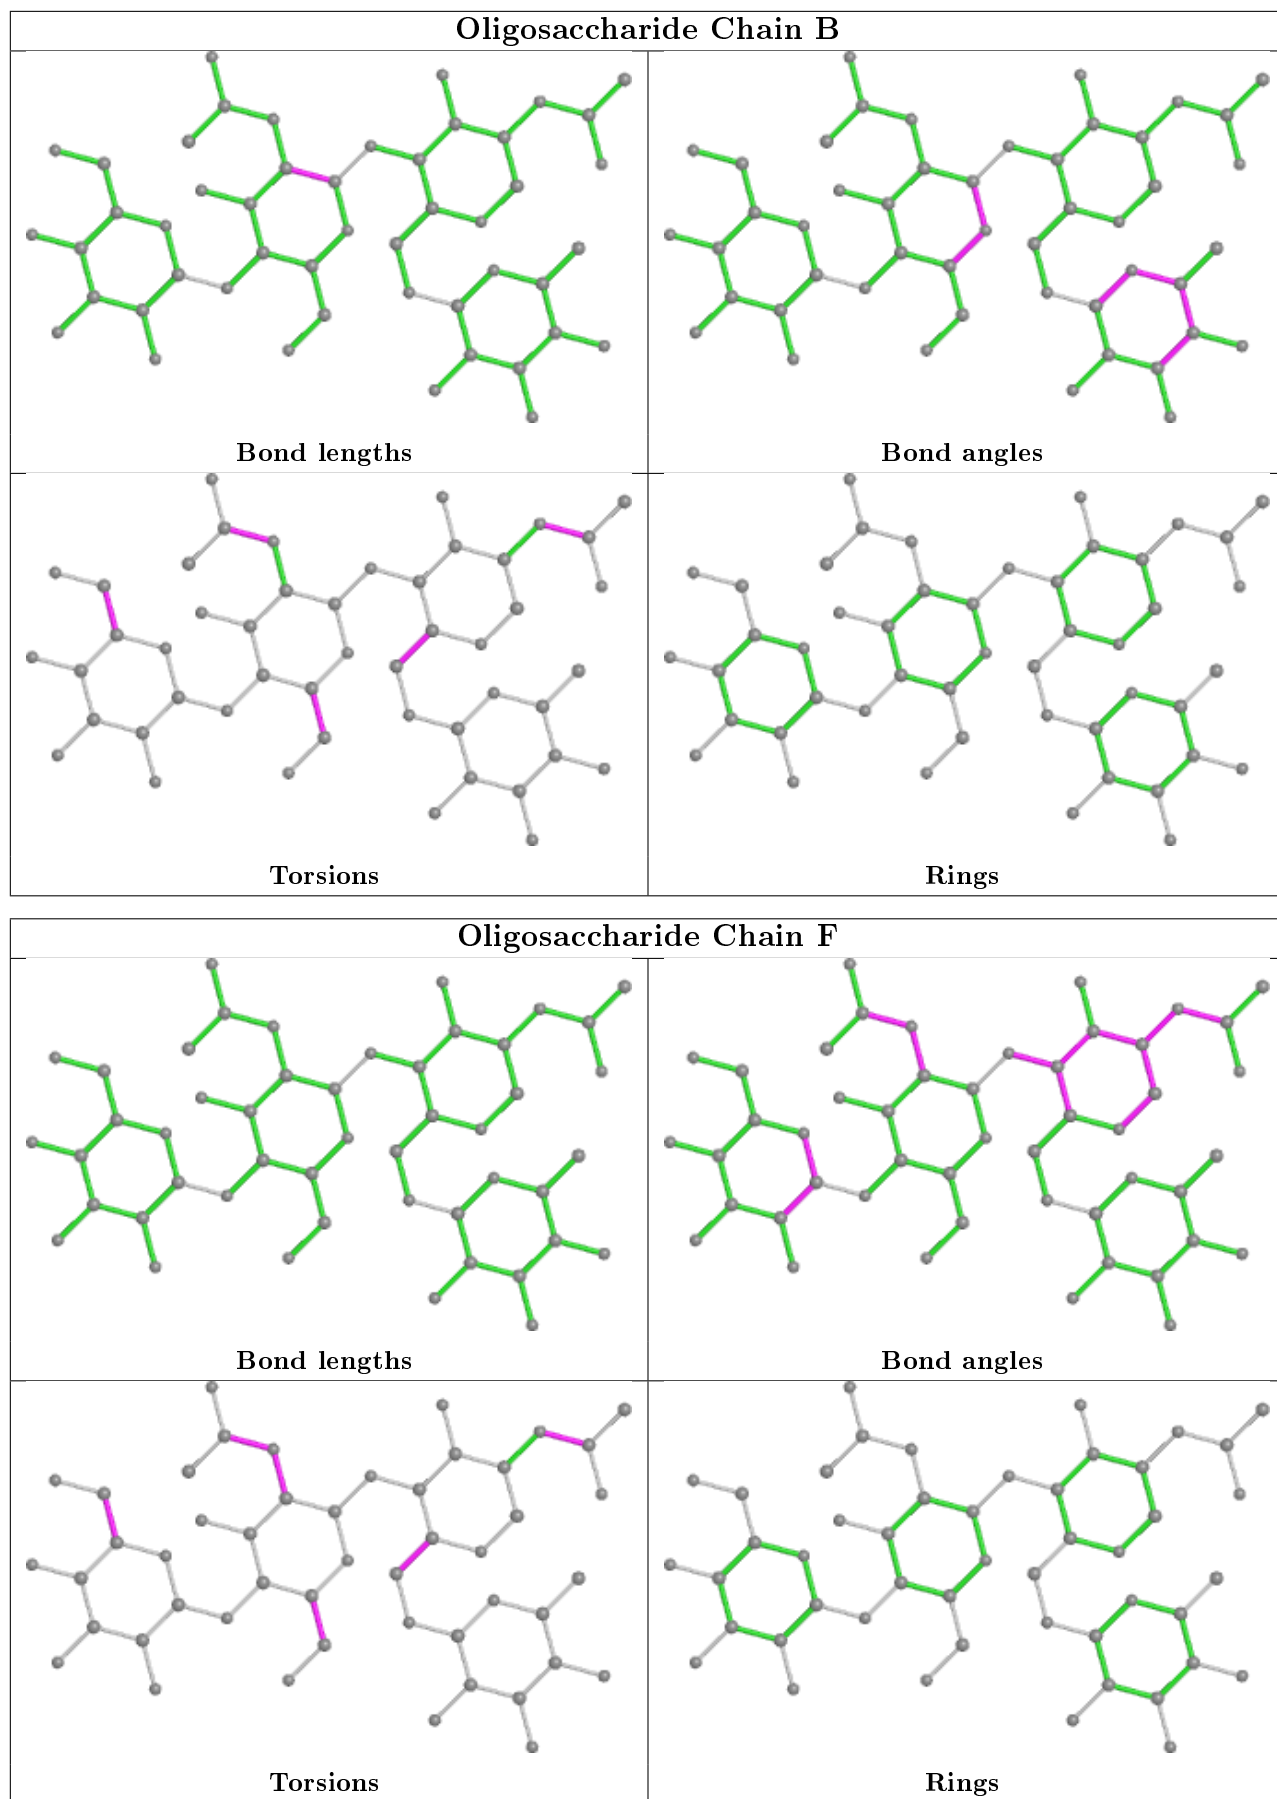 Oligosaccharide Chain B
Bond lengths
Bond angles
Torsions
Rings
Oligosaccharide Chain F
Bond lengths
Bond angles
Torsions
Rings